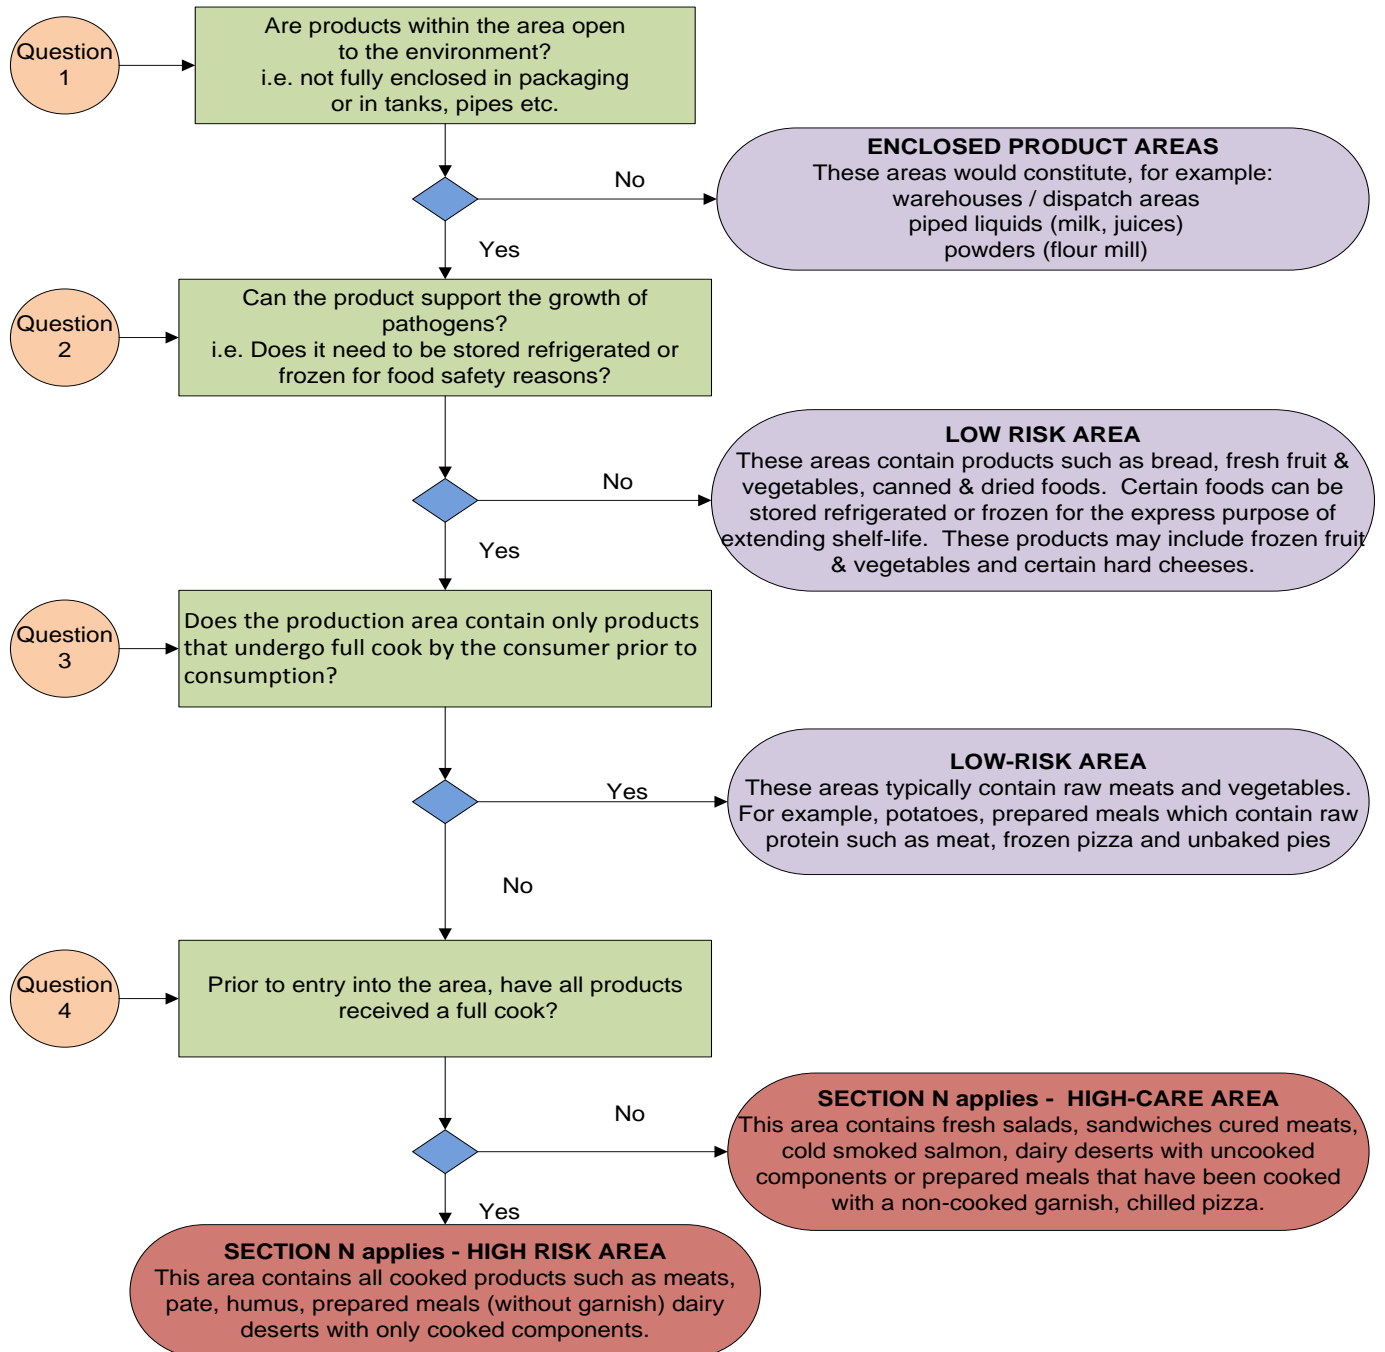 Question
1
Are products within the area open
to the environment?
i.e. not fully enclosed in packaging
or in tanks, pipes etc.
No
ENCLOSED PRODUCT AREAS
These areas would constitute, for example:
warehouses / dispatch areas
piped liquids (milk, juices)
powders (flour mill)
Yes
Question
2
Can the product support the growth of
pathogens?
i.e. Does it need to be stored refrigerated or
frozen for food safety reasons?
No
LOW RISK AREA
These areas contain products such as bread, fresh fruit &
vegetables, canned & dried foods.  Certain foods can be
stored refrigerated or frozen for the express purpose of
extending shelf-life.  These products may include frozen fruit
& vegetables and certain hard cheeses.
Yes
Question
3
Does the production area contain only products
that undergo full cook by the consumer prior to
consumption?
Yes
LOW-RISK AREA
These areas typically contain raw meats and vegetables.
For example, potatoes, prepared meals which contain raw
protein such as meat, frozen pizza and unbaked pies
No
Question
4
Prior to entry into the area, have all products
received a full cook?
No
SECTION N applies -  HIGH-CARE AREA
This area contains fresh salads, sandwiches cured meats,
cold smoked salmon, dairy deserts with uncooked
components or prepared meals that have been cooked
with a non-cooked garnish, chilled pizza.
Yes
SECTION N applies - HIGH RISK AREA
This area contains all cooked products such as meats,
pate, humus, prepared meals (without garnish) dairy
deserts with only cooked components.